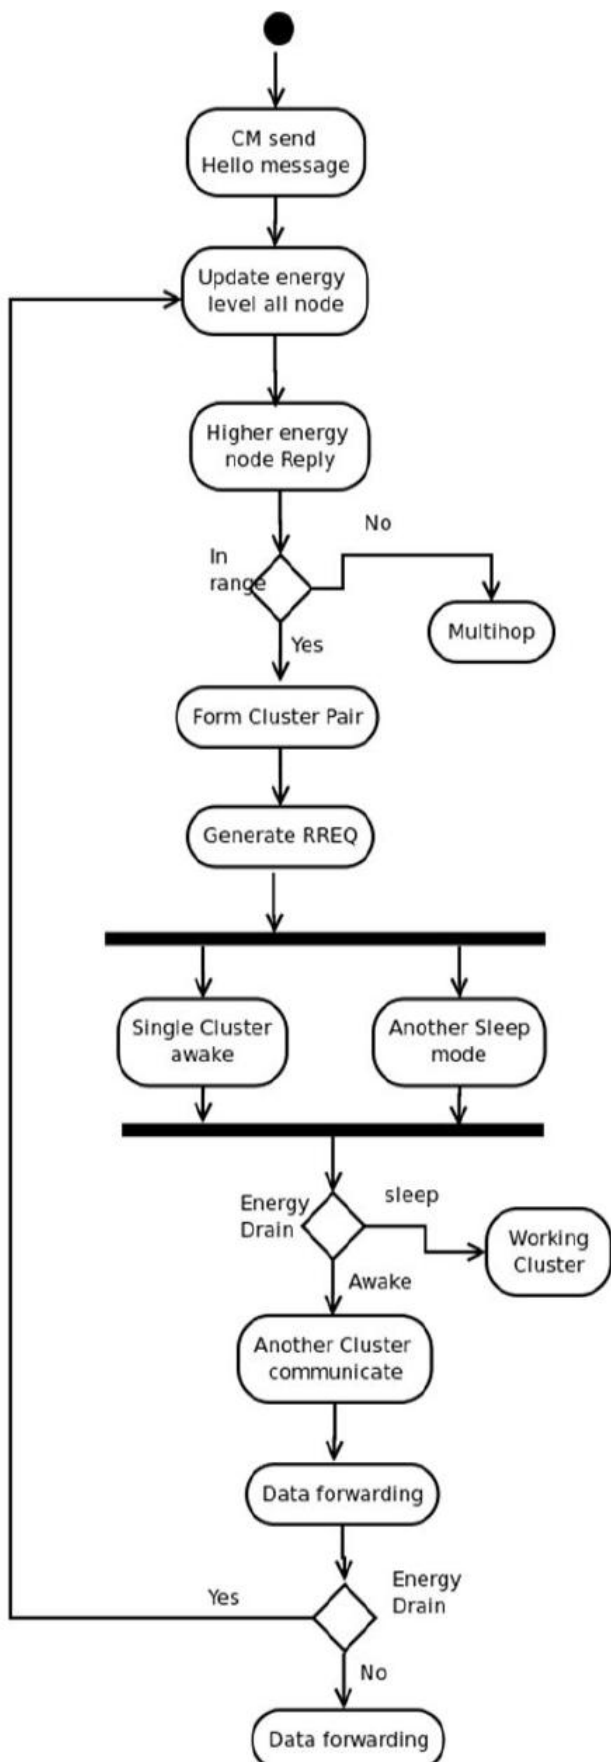 CM send
Hello message
Update energy
level all node
Higher energy
node Reply
No
In
range
Multihop
Yes
Form Cluster Pair
Generate RREQ
Single Cluster
awake
Another Sleep
mode
sleep
Energy
Drain
Working
Cluster
Awake
Another Cluster
communicate
Data forwarding
Energy
Drain
Yes
No
Data forwarding